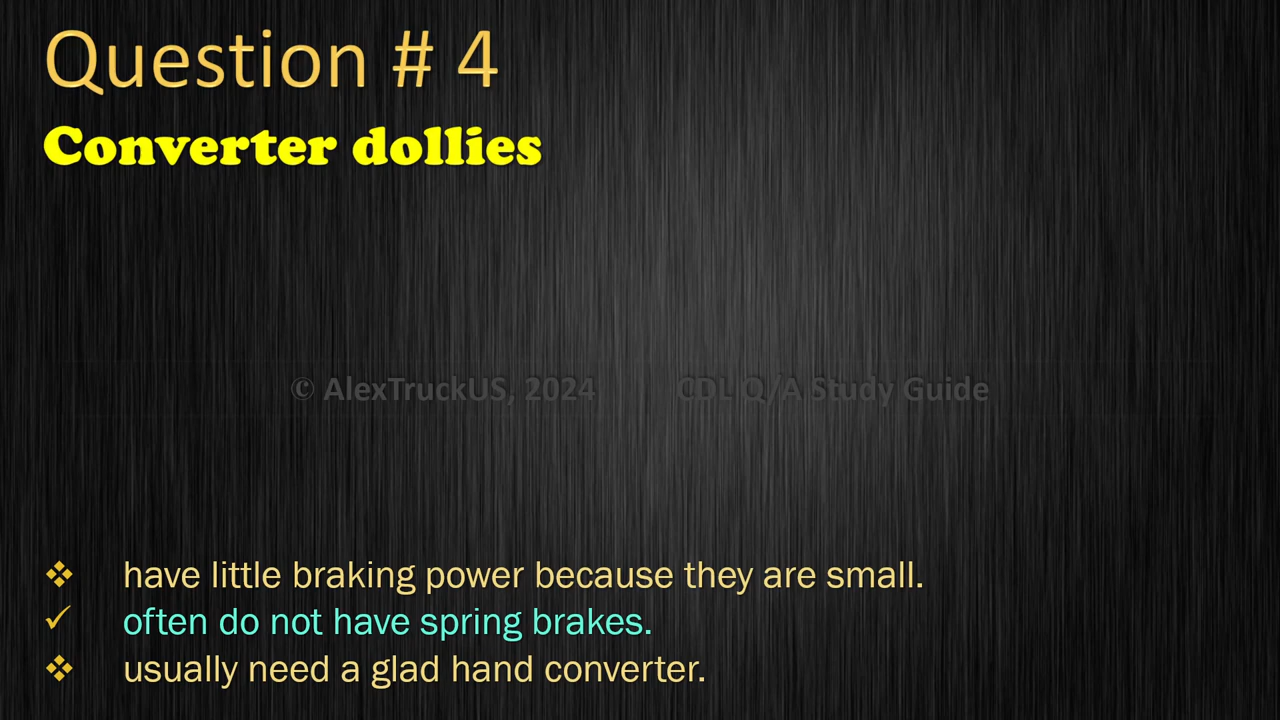 Question # 4
Converter dollies
© AlexTruckUS, 2024 CDL Q/A Study Guide
❖ have little braking power because they are small.
✓ often do not have spring brakes.
❖ usually need a glad hand converter.